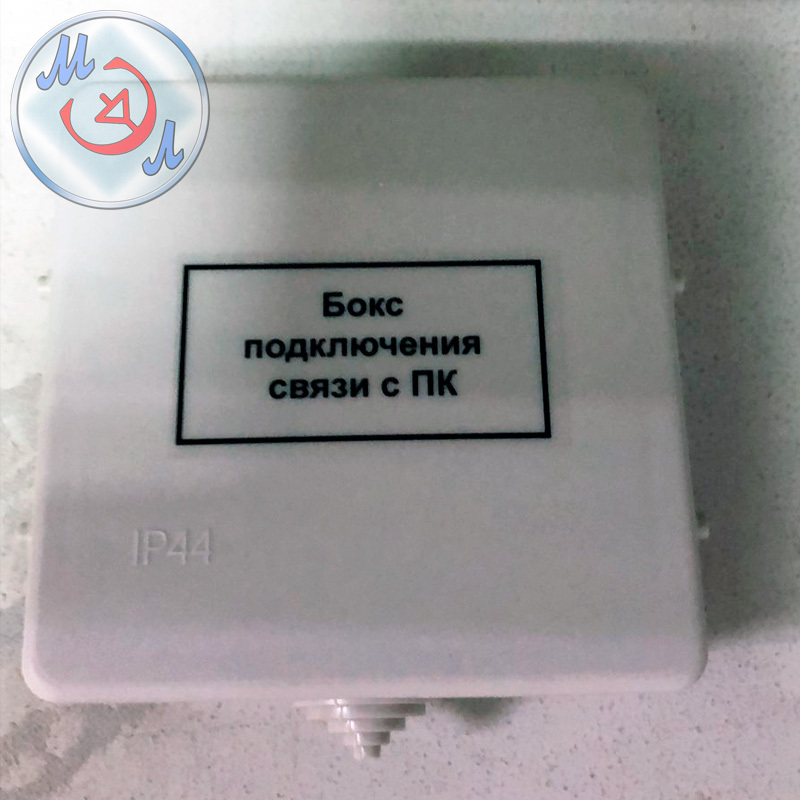 М
Л
Бокс
подключения
связи с ПК
IP44